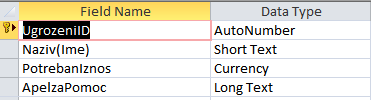 Field Name Data Type
UgrozeniID AutoNumber
Naziv(Ime) Short Text
PotrebanIznos Currency
ApelzaPomoc Long Text